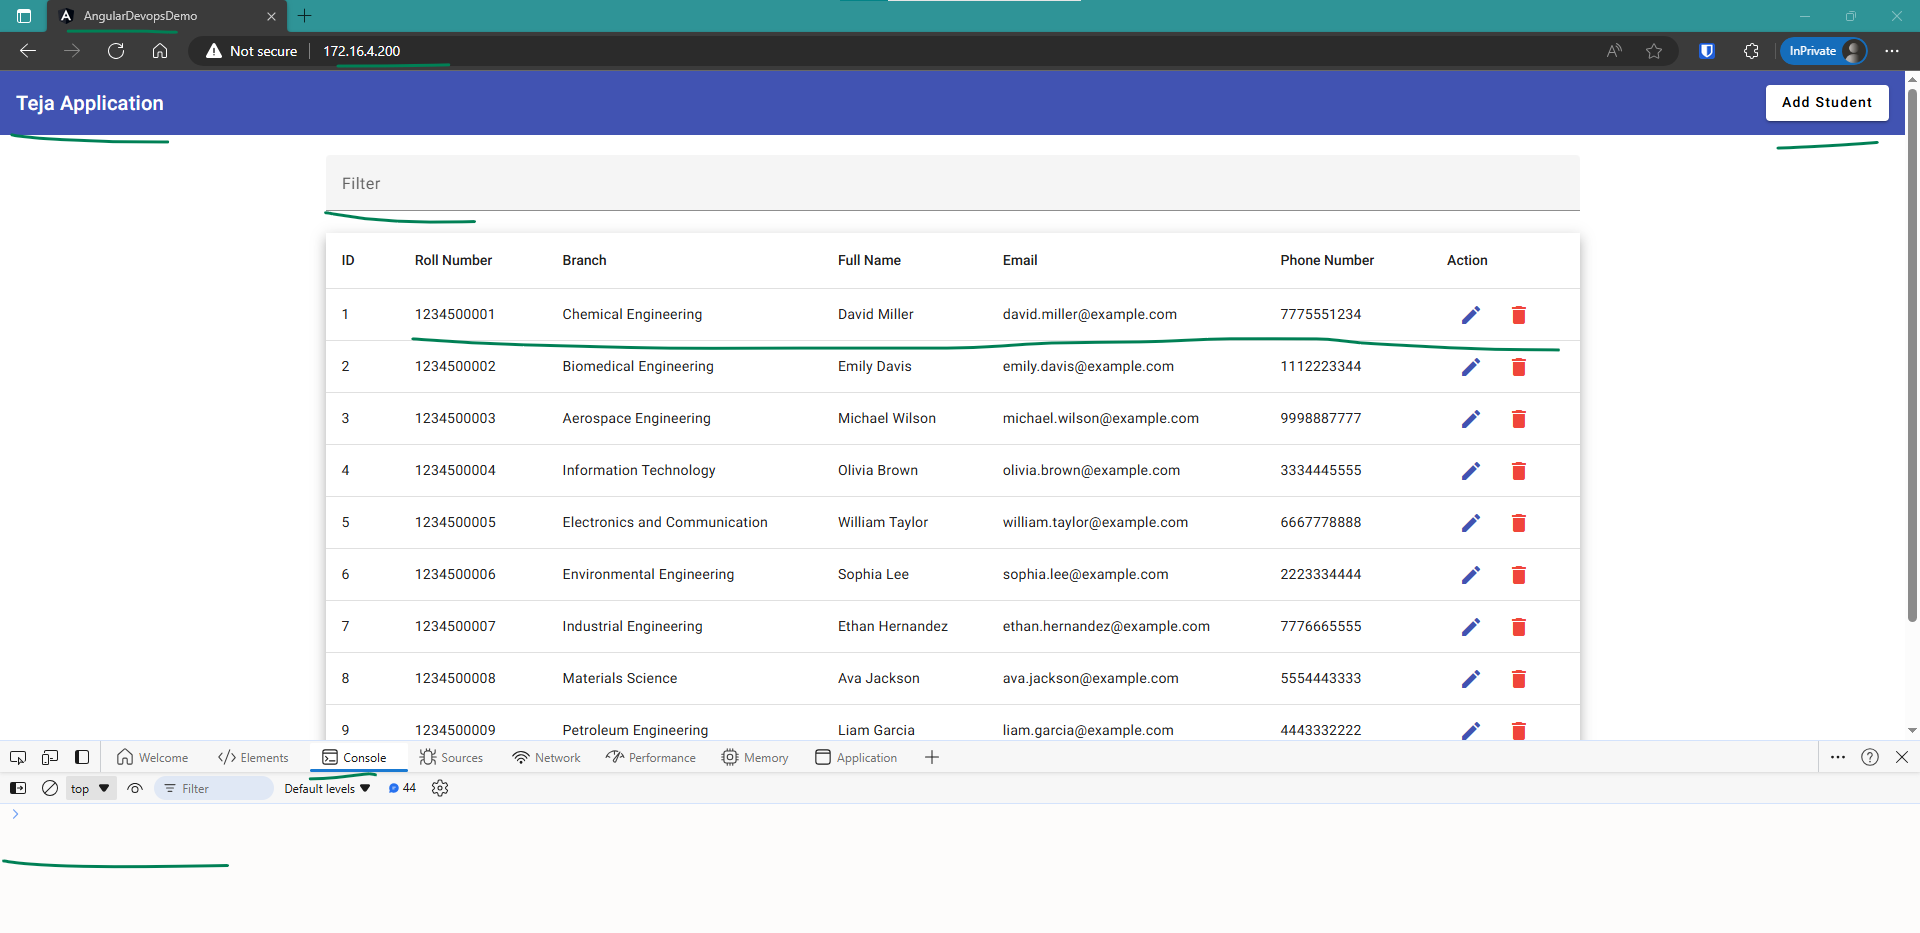 AngularDevopsDemo
Not secure 172.16.4.200 InPrivate
Teja Application Add Student
Filter
ID Roll Number Branch Full Name Email Phone Number Action
1 1234500001 Chemical Engineering David Miller david.miller@example.com 7775551234
2 1234500002 Biomedical Engineering Emily Davis emily.davis@example.com 1112223344
3 1234500003 Aerospace Engineering Michael Wilson michael.wilson@example.com 9998887777
4 1234500004 Information Technology Olivia Brown olivia.brown@example.com 3334445555
5 1234500005 Electronics and Communication William Taylor william.taylor@example.com 6667778888
6 1234500006 Environmental Engineering Sophia Lee sophia.lee@example.com 2223334444
7 1234500007 Industrial Engineering Ethan Hernandez ethan.hernandez@example.com 7776665555
8 1234500008 Materials Science Ava Jackson ava.jackson@example.com 5554443333
9 1234500009 Petroleum Engineering Liam Garcia liam.garcia@example.com 4443332222
Welcome Elements Console Sources Network Performance Memory Application
top Filter Default levels 44